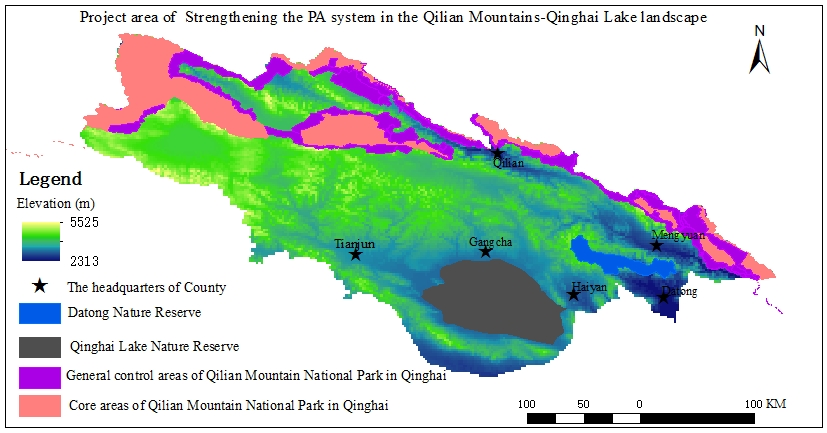 Project area of Strengthening the PA system in the Qilian Mountains-Qinghai Lake landscape
N
Qilian
Legend
Elevation (m)
5525
2313
Tianjun
Gangcha
Mengyuan
Haiyan
Datong
The headquarters of County
Datong Nature Reserve
Qinghai Lake Nature Reserve
General control areas of Qilian Mountain National Park in Qinghai
Core areas of Qilian Mountain National Park in Qinghai
100 50 0 100 KM